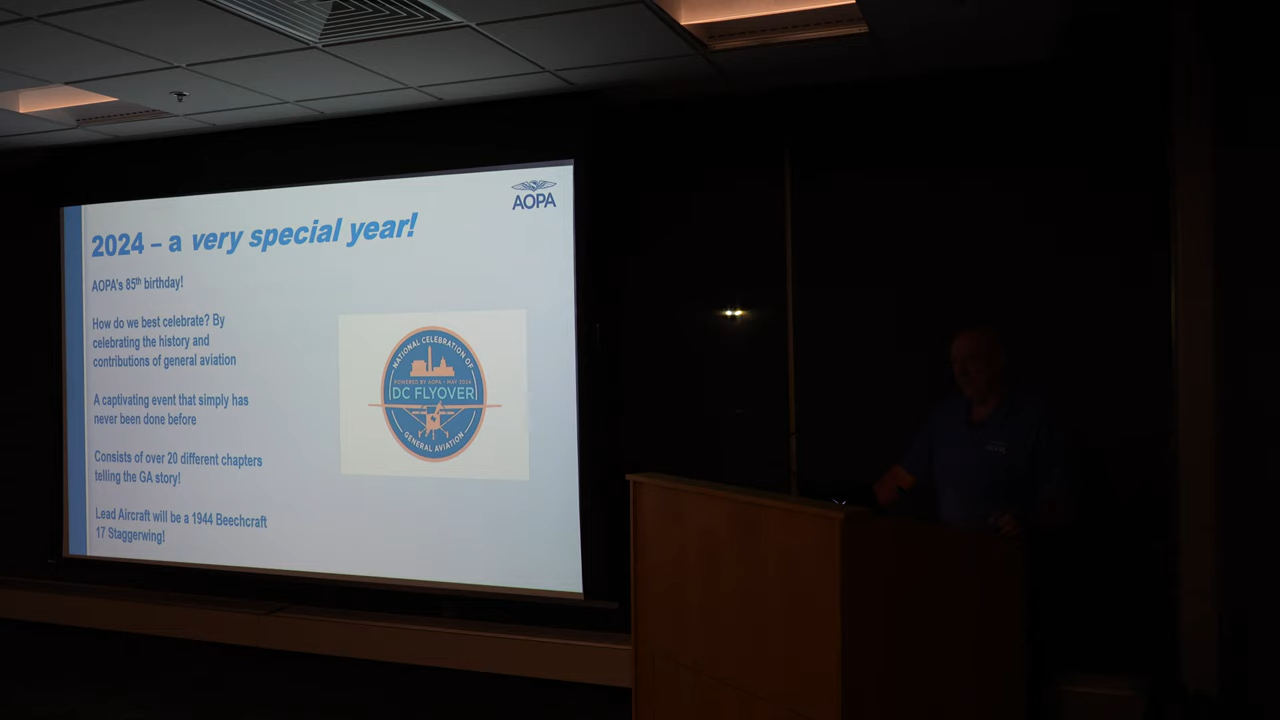 AOPA
2024 – a very special year!
AOPA's 85th birthday!
How do we best celebrate? By
celebrating the history and
contributions of general aviation
A captivating event that simply has
never been done before
Consists of over 20 different chapters
telling the GA story!
Lead Aircraft will be a 1944 Beechcraft
17 Staggerwing!
NATIONAL CELEBRATION OF
POWERED BY AOPA • MAY 2024
DC FLYOVER
GENERAL AVIATION